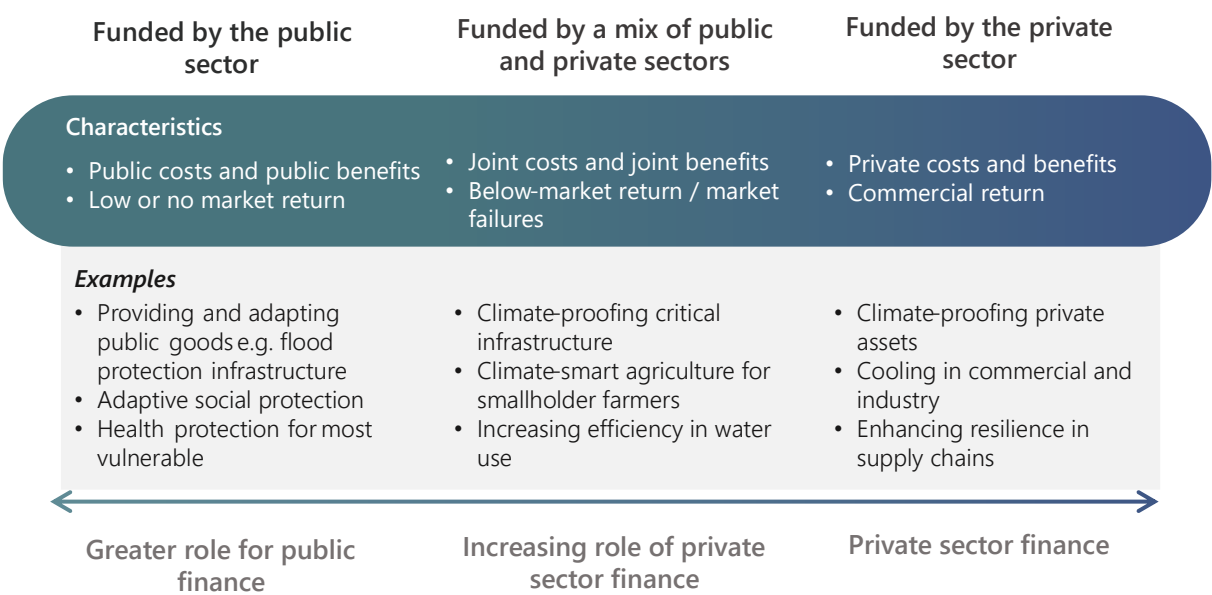 Funded by the public
sector
Funded by a mix of public
and private sectors
Funded by the private
sector
Characteristics
• Public costs and public benefits
• Low or no market return
• Joint costs and joint benefits
• Below-market return / market
failures
• Private costs and benefits
• Commercial return
Examples
• Providing and adapting
public goods e.g. flood
protection infrastructure
• Adaptive social protection
• Health protection for most
vulnerable
• Climate-proofing critical
infrastructure
• Climate-smart agriculture for
smallholder farmers
• Increasing efficiency in water
use
• Climate-proofing private
assets
• Cooling in commercial and
industry
• Enhancing resilience in
supply chains
Greater role for public
finance
Increasing role of private
sector finance
Private sector finance